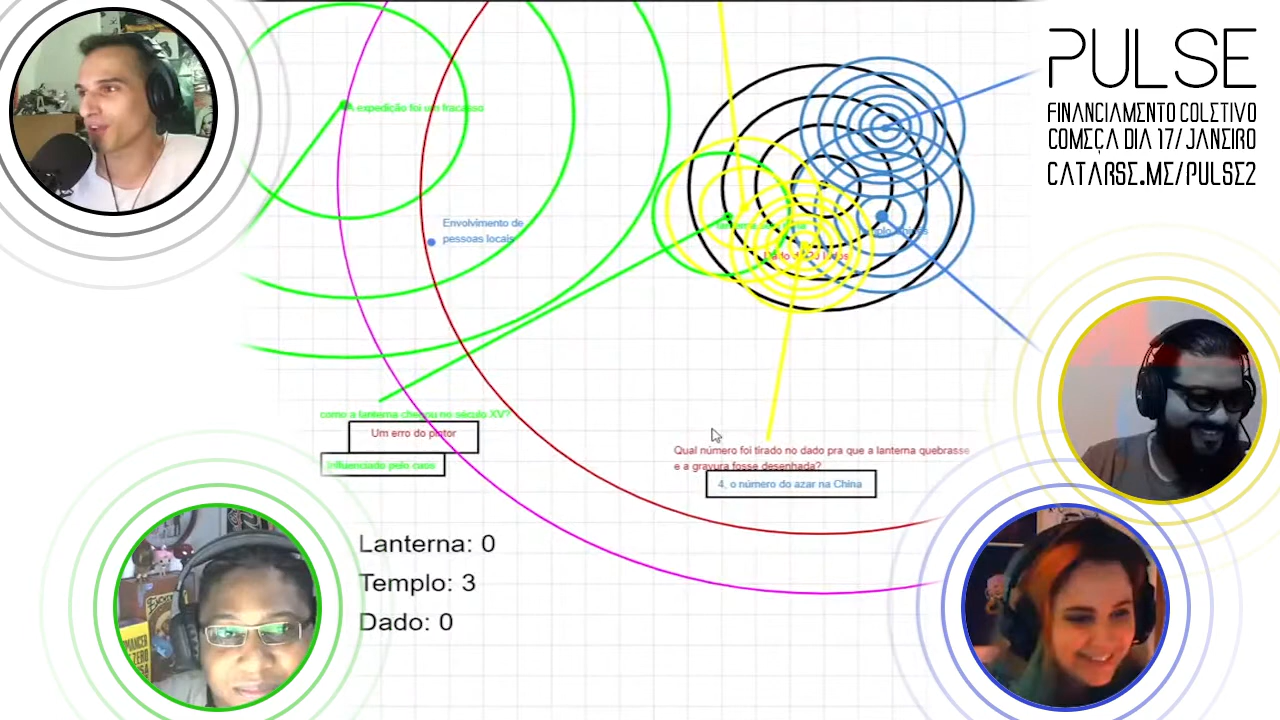 PULSE
FINANCIAMENTO COLETIVO
COMEÇA DIA 17/JANEIRO
CATARSE.ME/PULSE2
A expedição foi um fracasso
Envolvimento de
pessoas locais
como a lanterna chegou no século XV?
Um erro do pintor
Influenciado pelo caos
Qual número foi tirado no dado pra que a lanterna quebrasse
e a gravura fosse desenhada?
4, o número do azar na China
Lanterna: 0
Templo: 3
Dado: 0